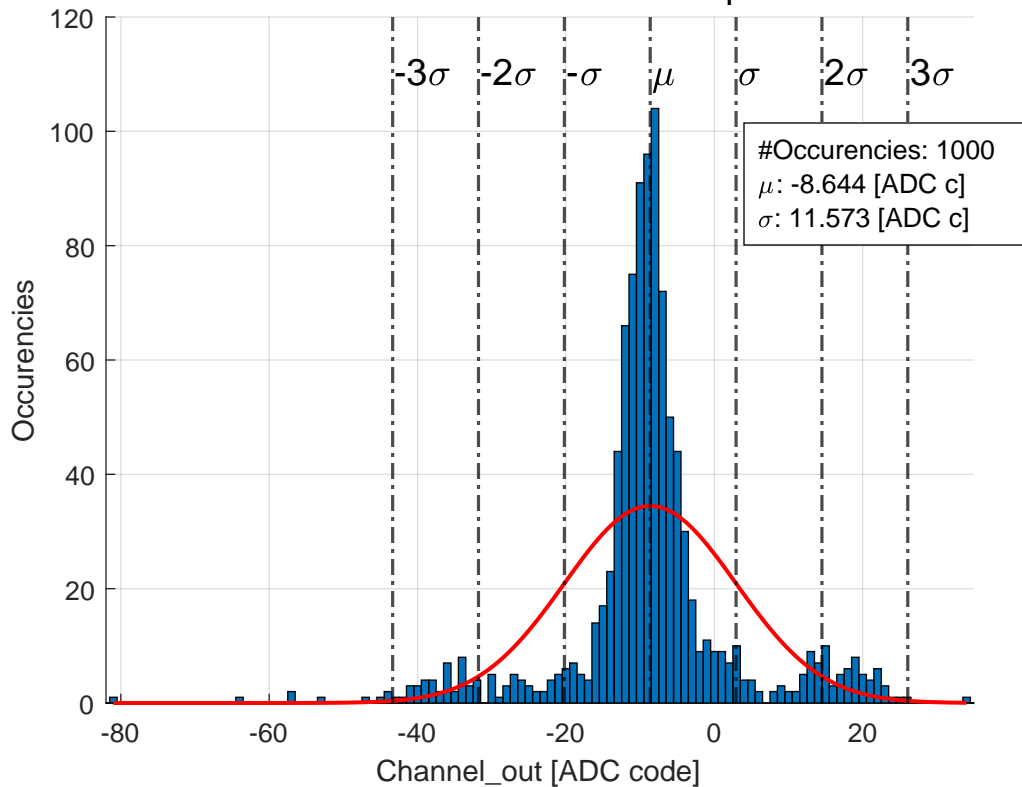 120
100
80
60
40
20
0
-3σ -2σ -σ μ σ 2σ 3σ
#Occurencies: 1000
μ: -8.644 [ADC c]
σ: 11.573 [ADC c]
Occurencies
-80 -60 -40 -20 0 20
Channel_out [ADC code]